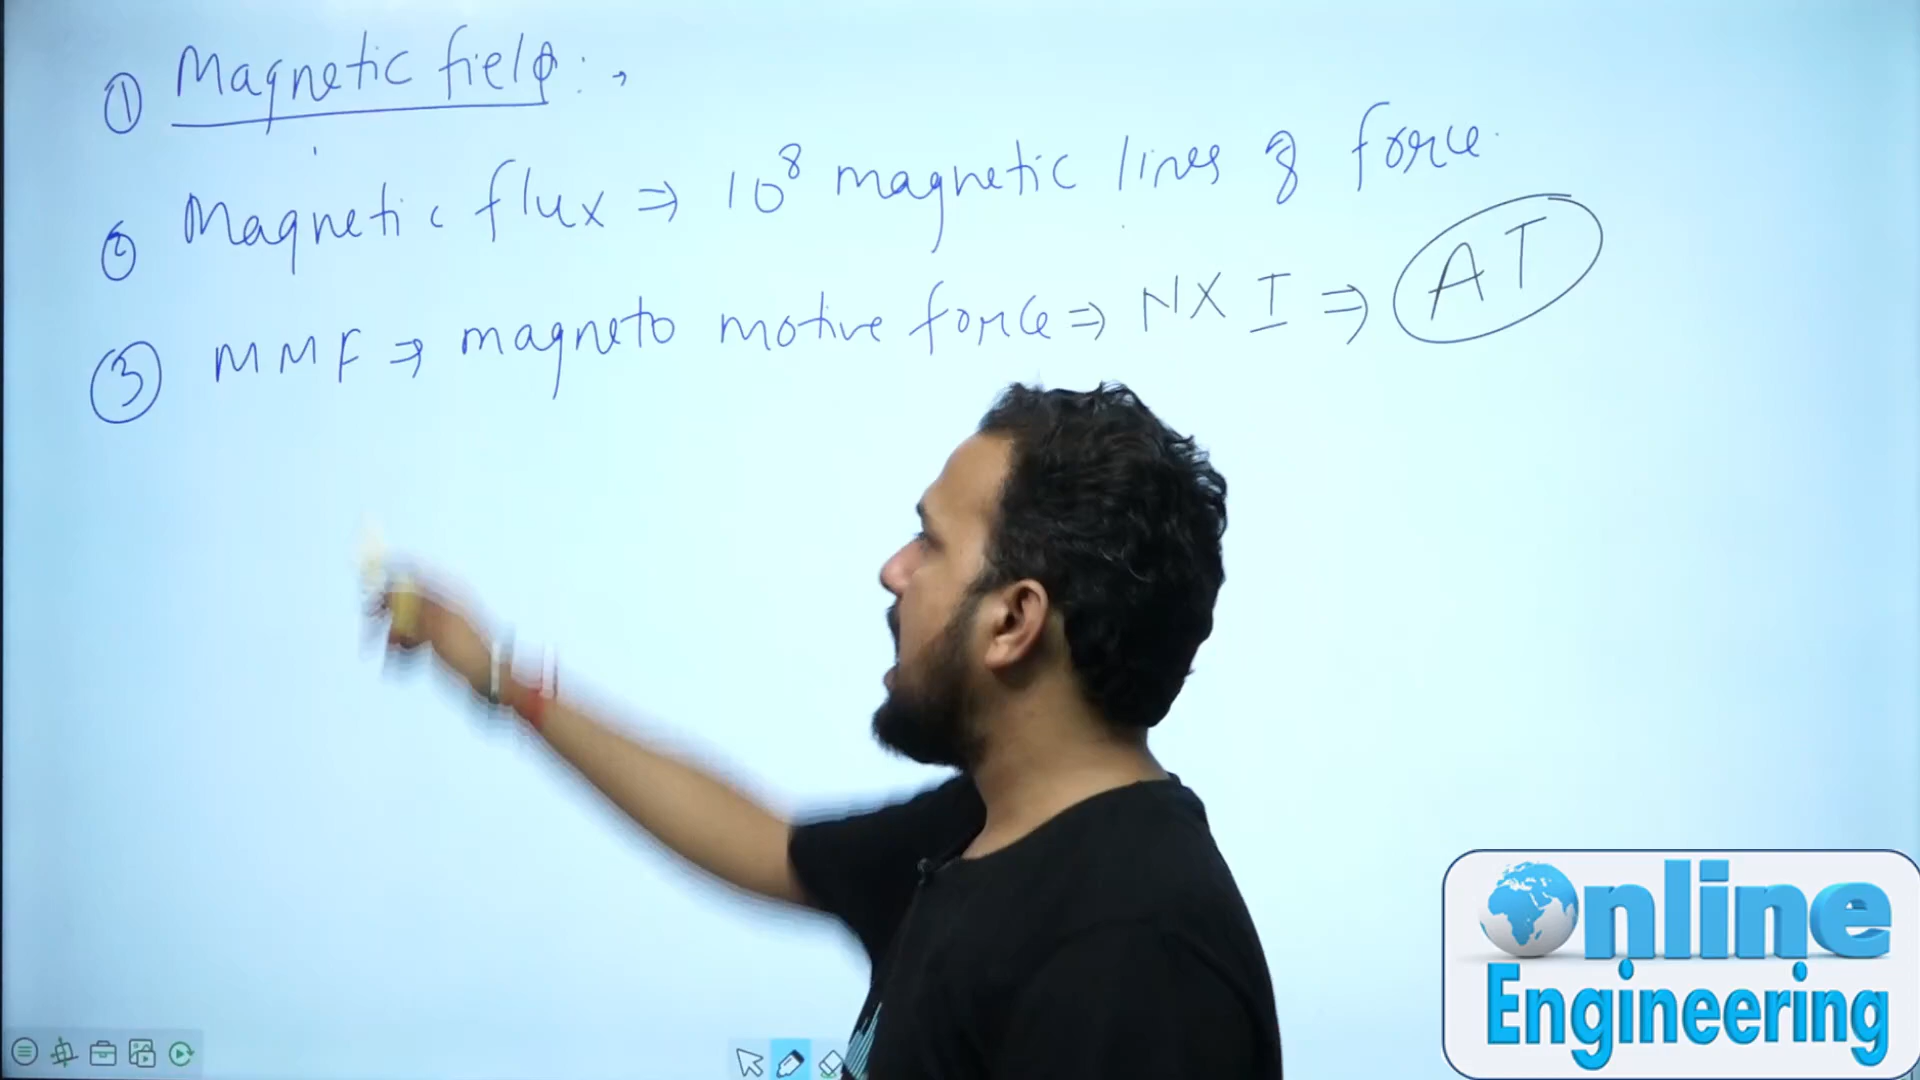 ① Magnetic field :→
② Magnetic flux ⇒ 10⁸ magnetic lines of force.
③ MMF ⇒ magneto motive force ⇒ N X I ⇒ AT
Online
Engineering